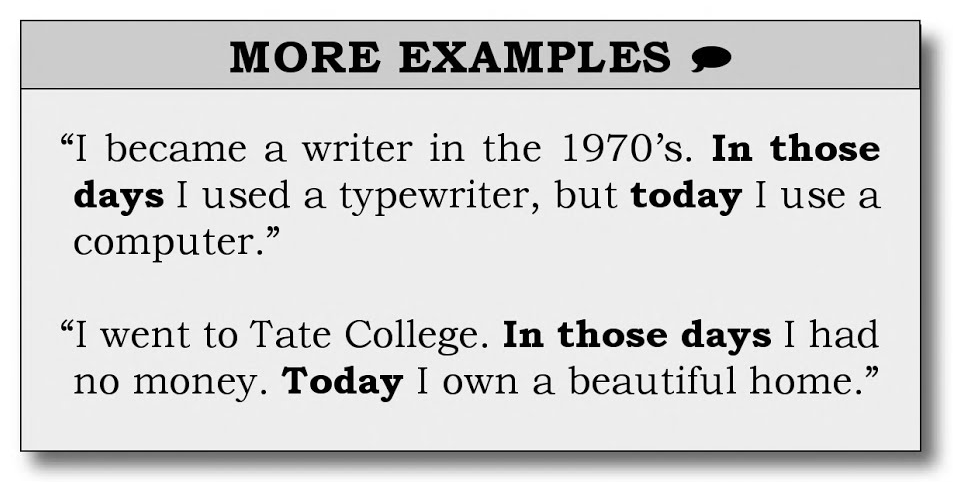 MORE EXAMPLES
“I became a writer in the 1970’s. In those
days I used a typewriter, but today I use a
computer.”
“I went to Tate College. In those days I had
no money. Today I own a beautiful home.”